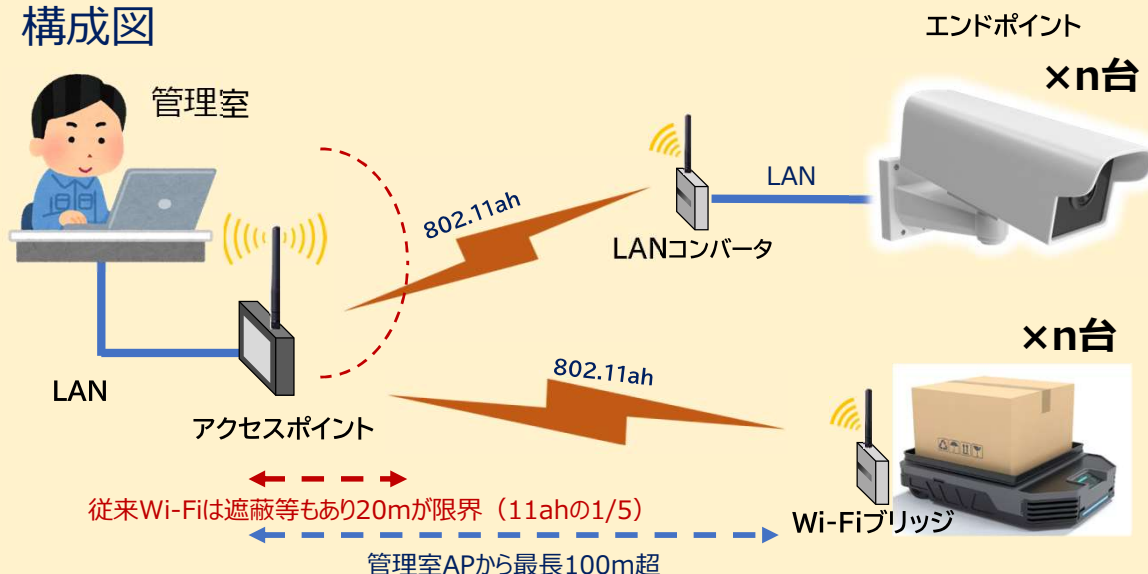 構成図
エンドポイント
×n台
管理室
802.11ah
LAN
LANコンバータ
×n台
LAN
802.11ah
アクセスポイント
従来Wi-Fiは遮蔽等もあり20mが限界（11ahの1/5）
Wi-Fiブリッジ
管理室APから最長100m超